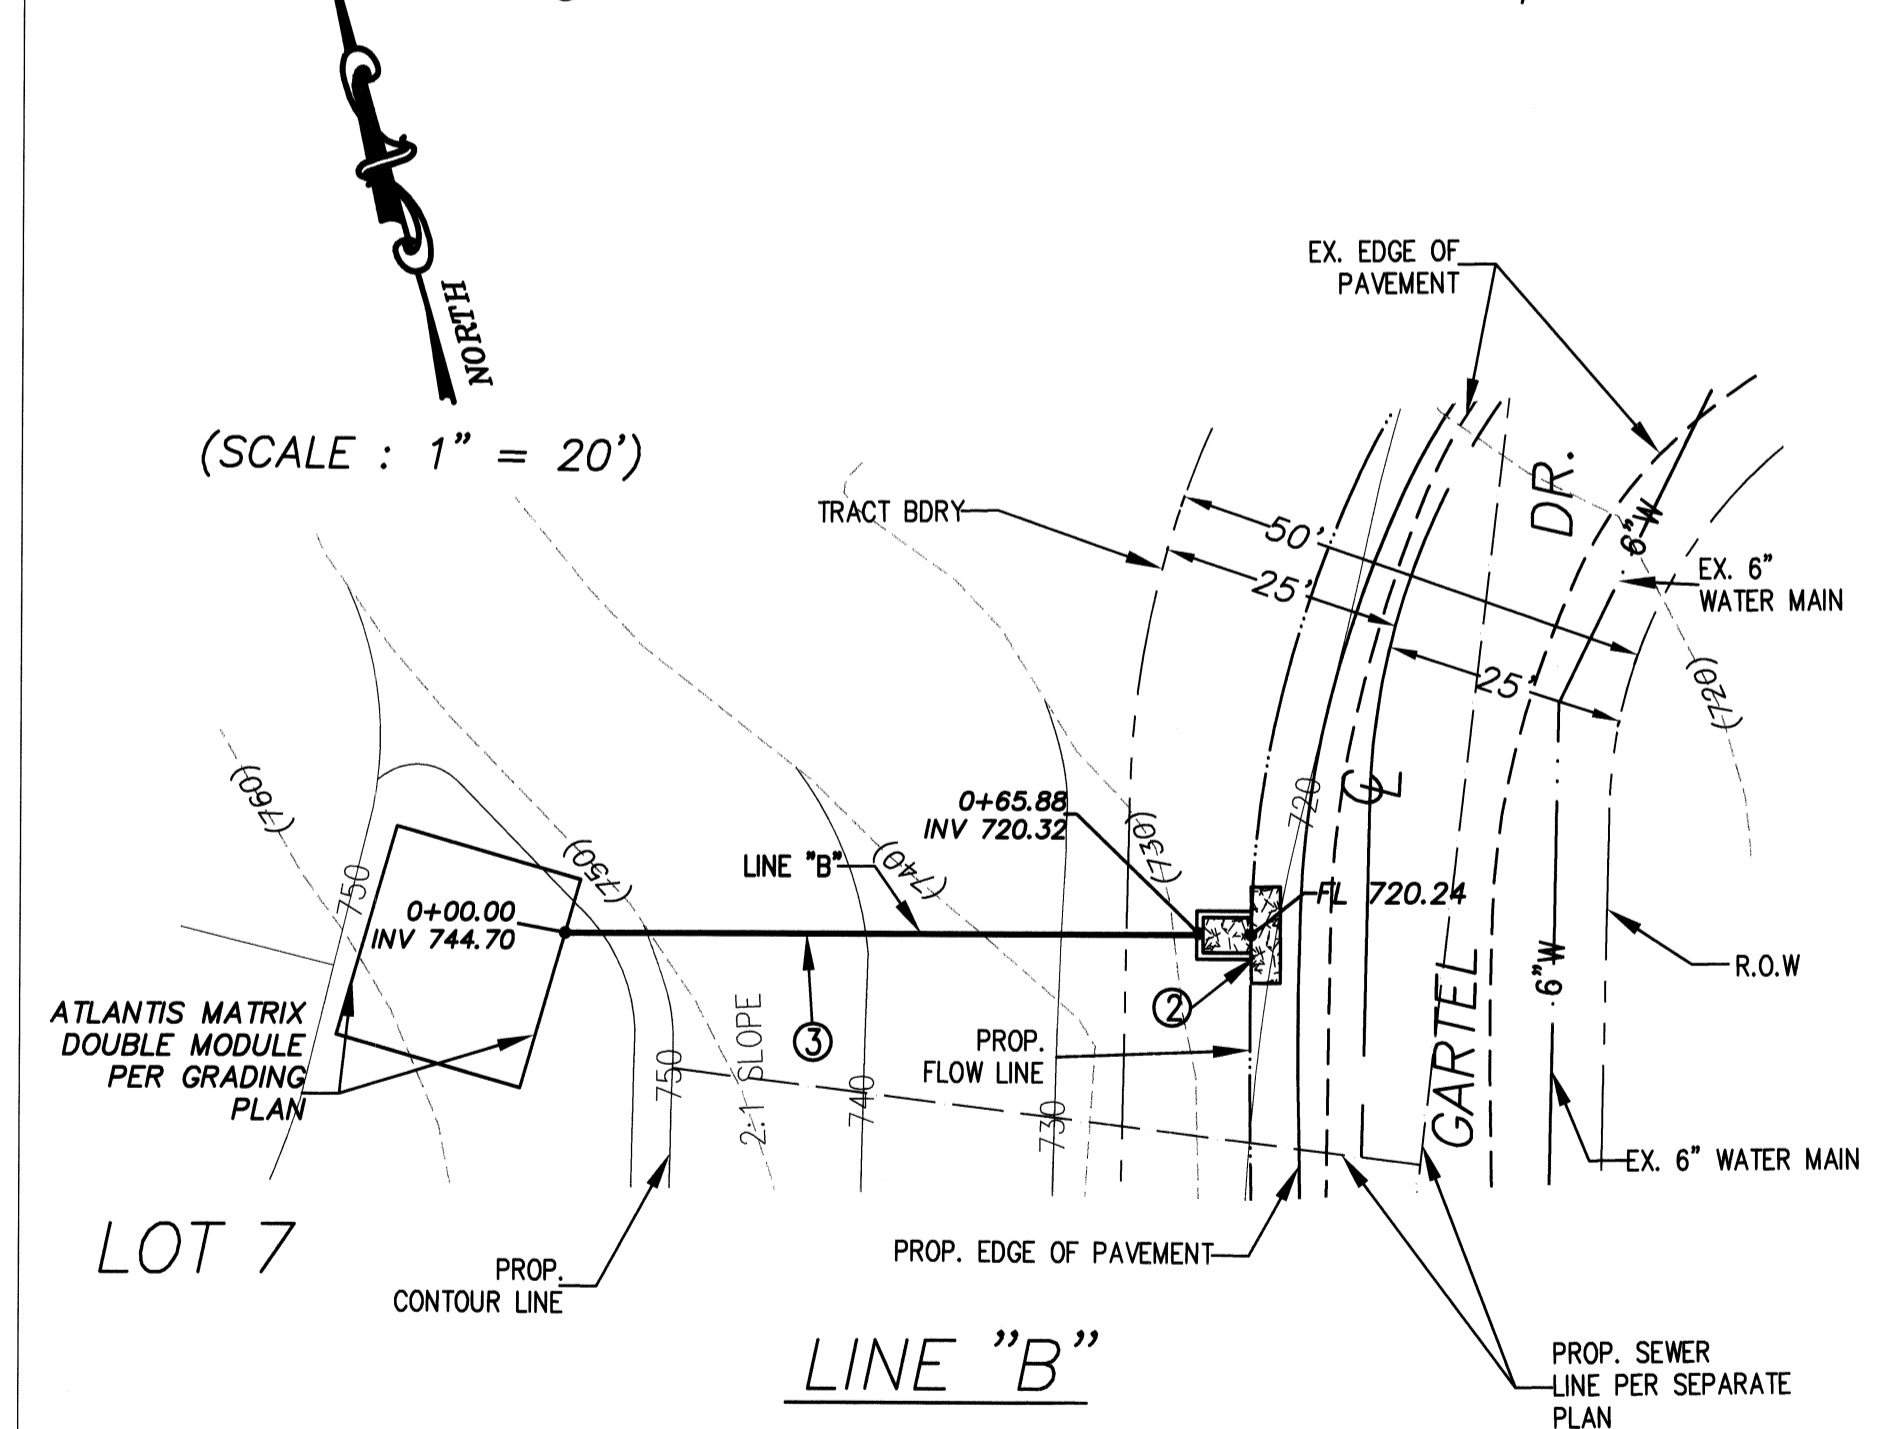 NORTH
(SCALE : 1" = 20')
EX. EDGE OF
PAVEMENT
TRACT BDRY
50'
25'
25'
DR.
6"W
EX. 6"
WATER MAIN
(720)
(760)
750
(750)
(740)
(730)
720
℄
0+65.88
INV 720.32
LINE "B"
FL 720.24
0+00.00
INV 744.70
ATLANTIS MATRIX
DOUBLE MODULE
PER GRADING
PLAN
3
2
PROP.
FLOW LINE
6"W
R.O.W
GARTEL
750
2:1 SLOPE
740
730
EX. 6" WATER MAIN
LOT 7
PROP.
CONTOUR LINE
PROP. EDGE OF PAVEMENT
PROP. SEWER
LINE PER SEPARATE
PLAN
LINE "B"